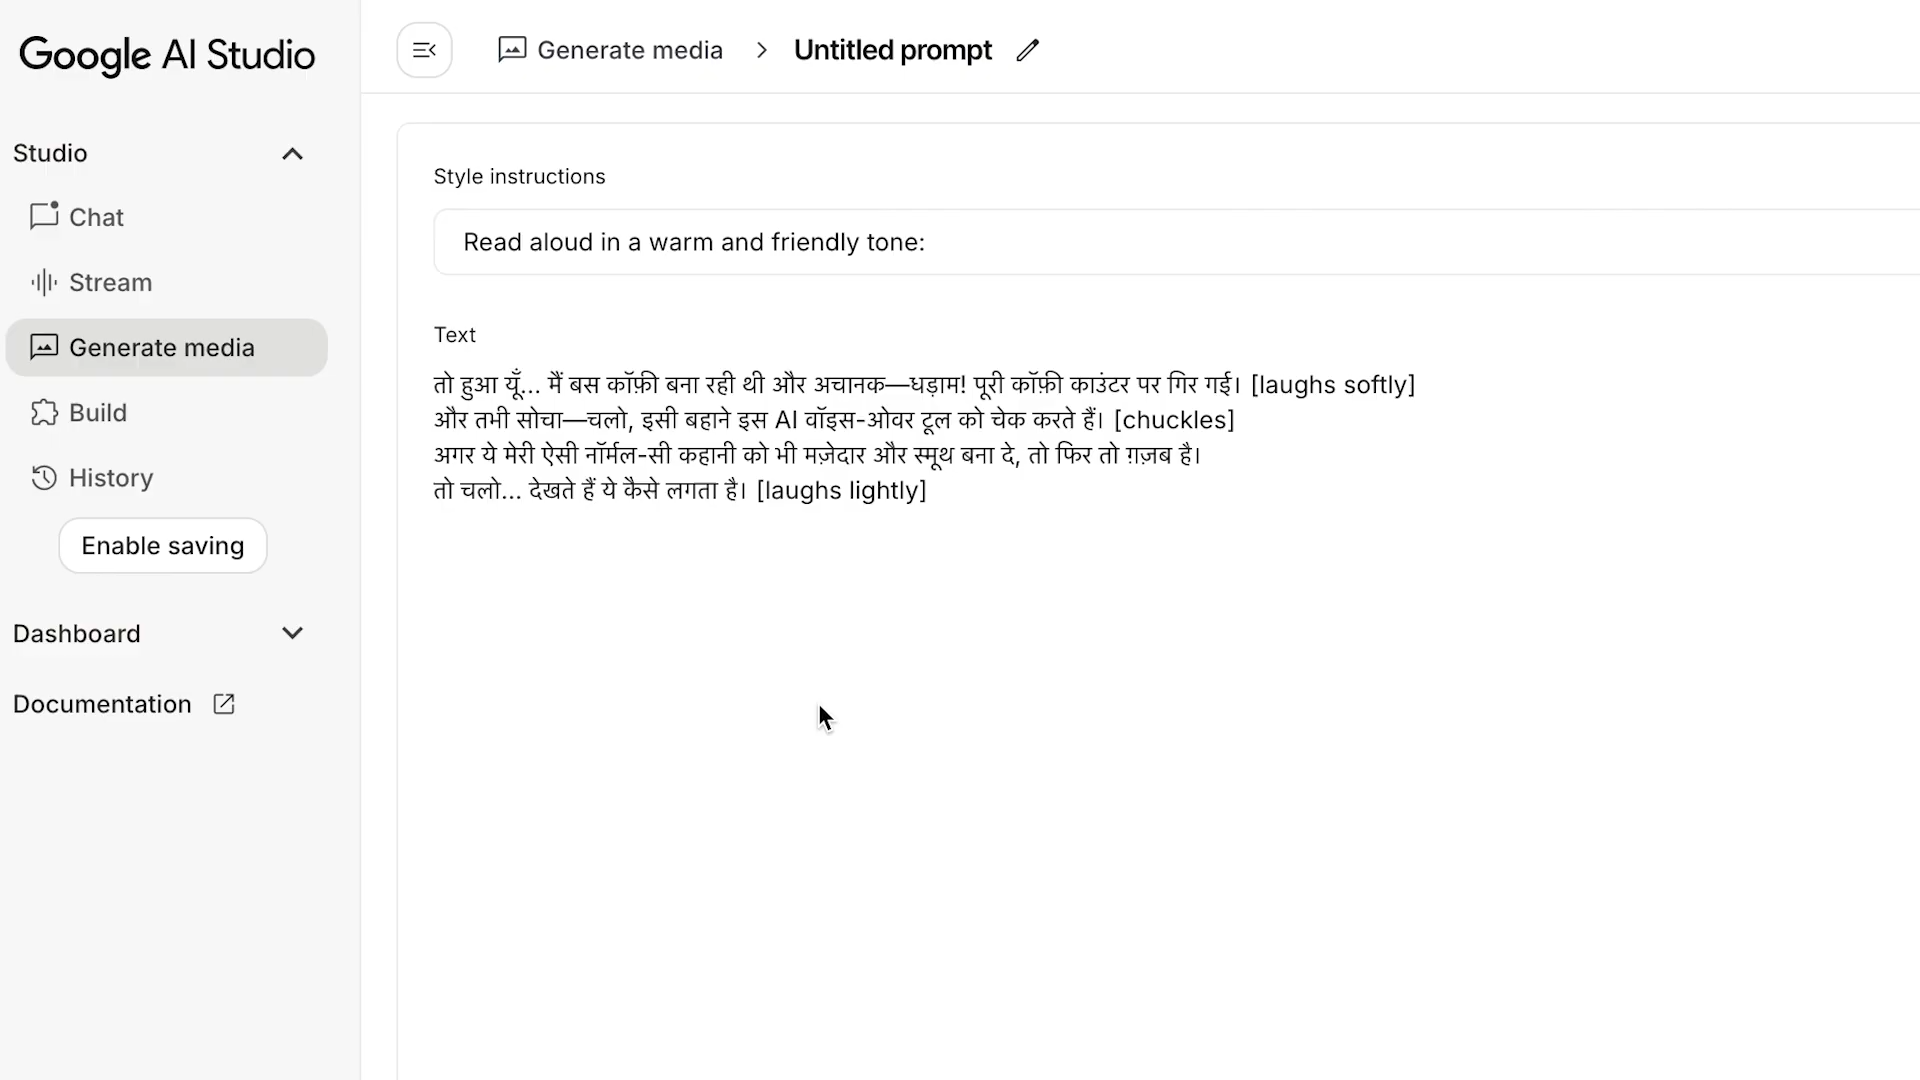 Google AI Studio
Studio
Chat
Stream
Generate media
Build
History
Enable saving
Dashboard
Documentation
Generate media > Untitled prompt
Style instructions
Read aloud in a warm and friendly tone:
Text
तो हुआ यूँ... मैं बस कॉफ़ी बना रही थी और अचानक—धड़ाम! पूरी कॉफ़ी काउंटर पर गिर गई। [laughs softly]
और तभी सोचा—चलो, इसी बहाने इस AI वॉइस-ओवर टूल को चेक करते हैं। [chuckles]
अगर ये मेरी ऐसी नॉर्मल-सी कहानी को भी मज़ेदार और स्मूथ बना दे, तो फिर तो ग़ज़ब है।
तो चलो... देखते हैं ये कैसे लगता है। [laughs lightly]